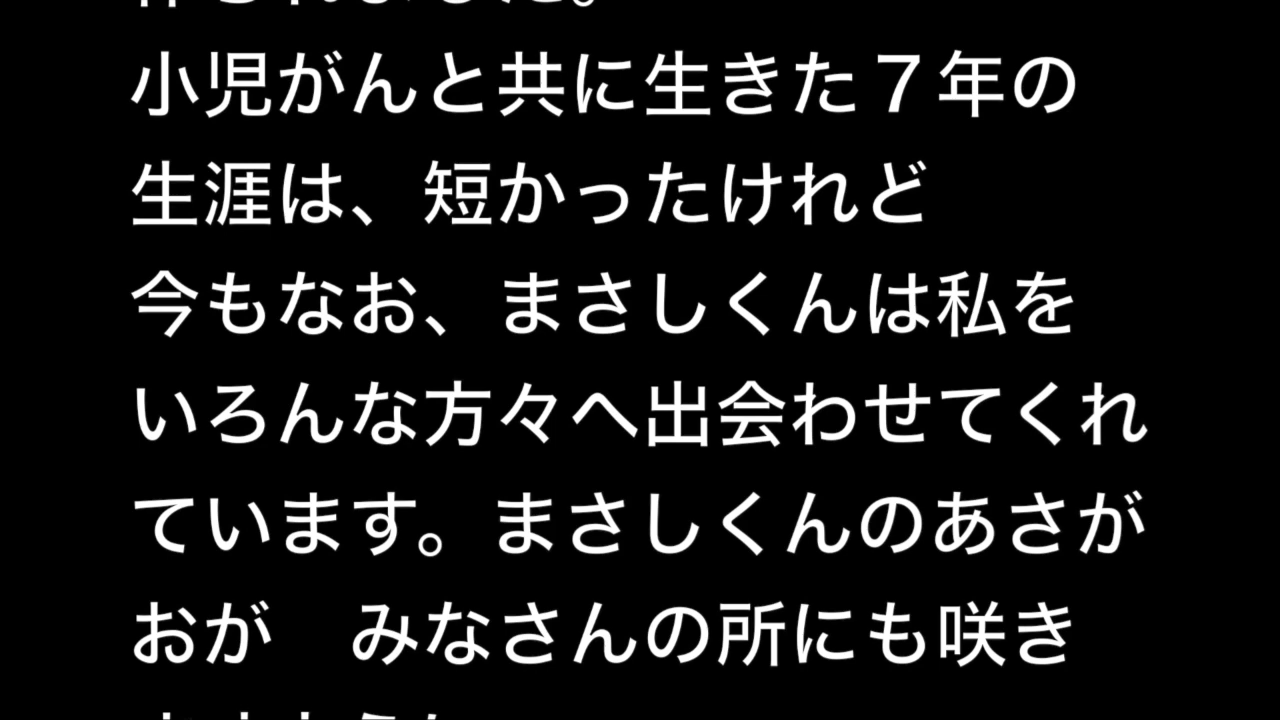 小児がんと共に生きた７年の
生涯は、短かったけれど
今もなお、まさしくんは私を
いろんな方々へ出会わせてくれ
ています。まさしくんのあさが
おが　みなさんの所にも咲き